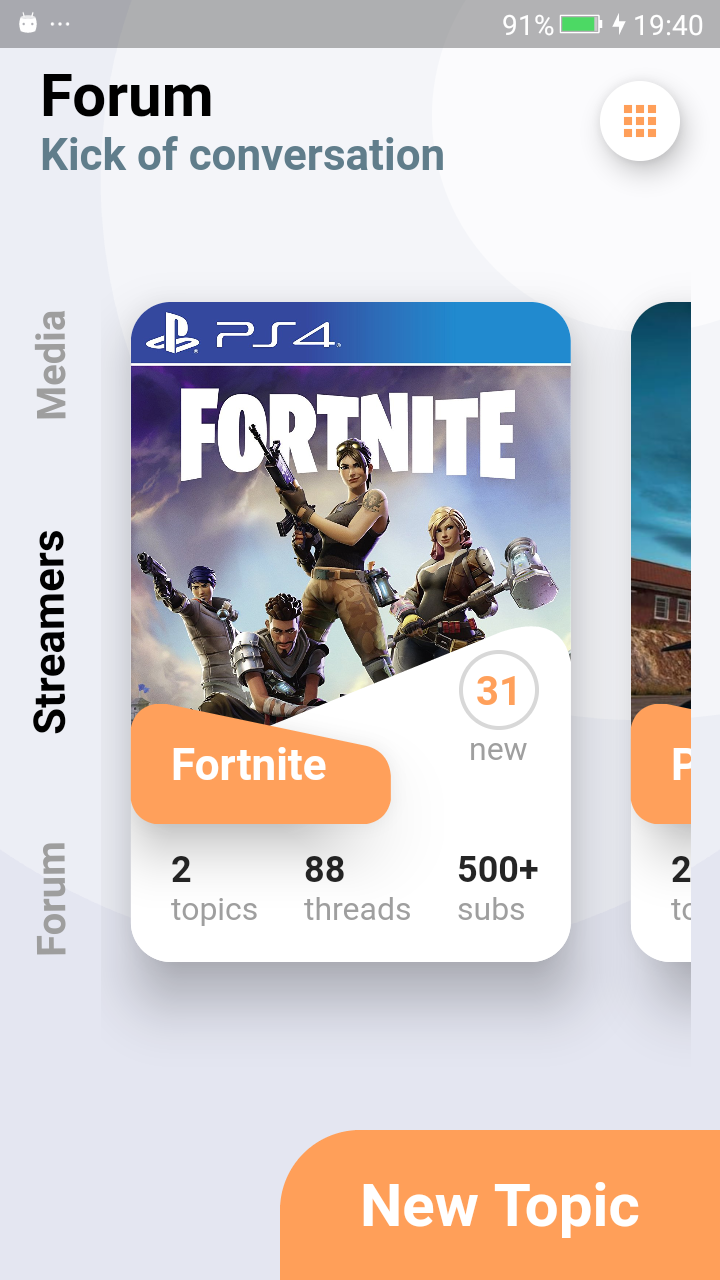 91% 19:40
Forum
Kick of conversation
Media
Streamers
Forum
PS4
FORTNITE
31
new
Fortnite
2 88 500+
topics threads subs
P
2
to
New Topic